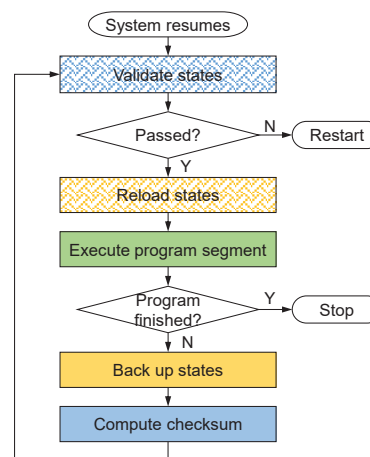 System resumes
Validate states
Passed?
N
Restart
Y
Reload states
Execute program segment
Program
finished?
Y
Stop
N
Back up states
Compute checksum